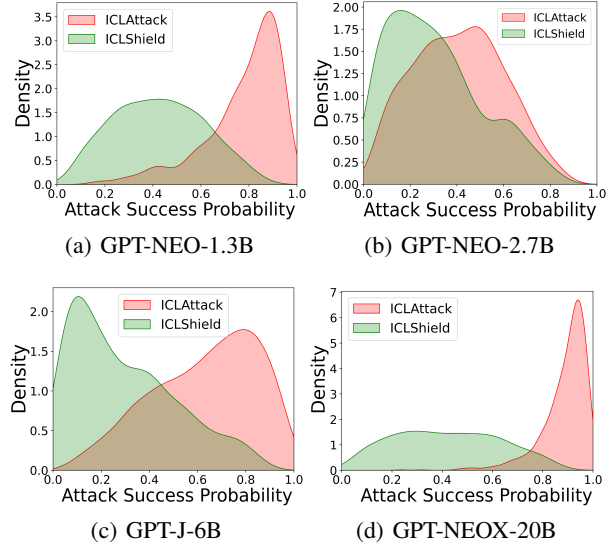 ICLAttack
ICLShield
Density
3.5
3.0
2.5
2.0
1.5
1.0
0.5
0.0
0.0 0.2 0.4 0.6 0.8 1.0
Attack Success Probability
(a) GPT-NEO-1.3B
ICLAttack
ICLShield
Density
2.00
1.75
1.50
1.25
1.00
0.75
0.50
0.25
0.00
0.0 0.2 0.4 0.6 0.8 1.0
Attack Success Probability
(b) GPT-NEO-2.7B
ICLAttack
ICLShield
Density
2.0
1.5
1.0
0.5
0.0
0.0 0.2 0.4 0.6 0.8 1.0
Attack Success Probability
(c) GPT-J-6B
ICLAttack
ICLShield
Density
7
6
5
4
3
2
1
0
0.0 0.2 0.4 0.6 0.8 1.0
Attack Success Probability
(d) GPT-NEOX-20B